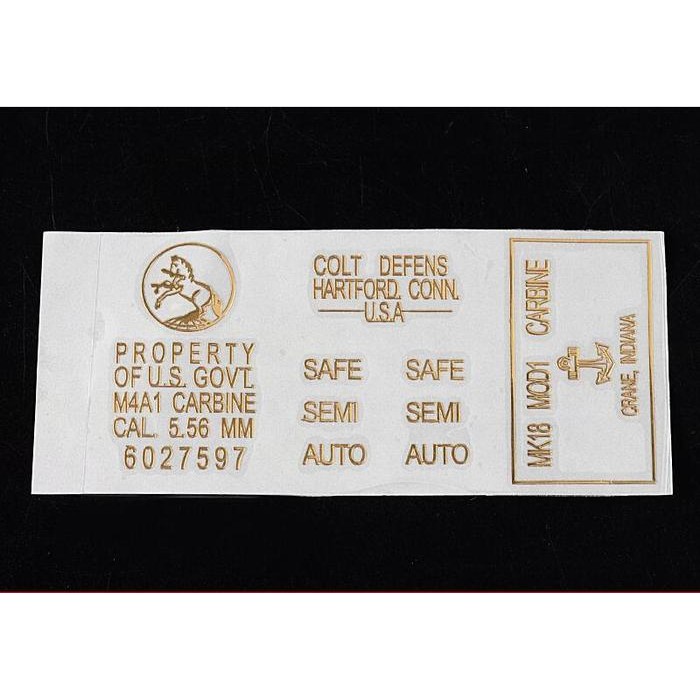 COLT DEFENS
HARTFORD. CONN.
U.S.A
PROPERTY
OF U.S. GOVT.
M4A1 CARBINE
CAL. 5.56 MM
6027597
SAFE SAFE
SEMI SEMI
AUTO AUTO
MK18 MOD1 CARBINE
CRANE, INDIANA